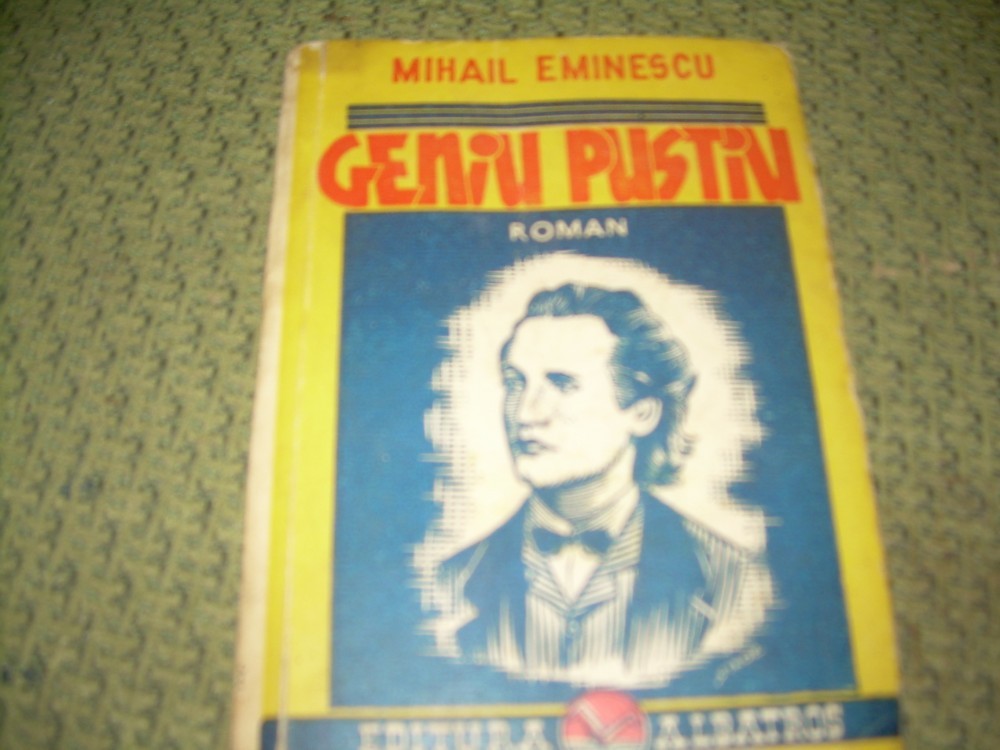 MIHAIL EMINESCU
GENIU PUSTIU
ROMAN
EDITURA ALBATROS